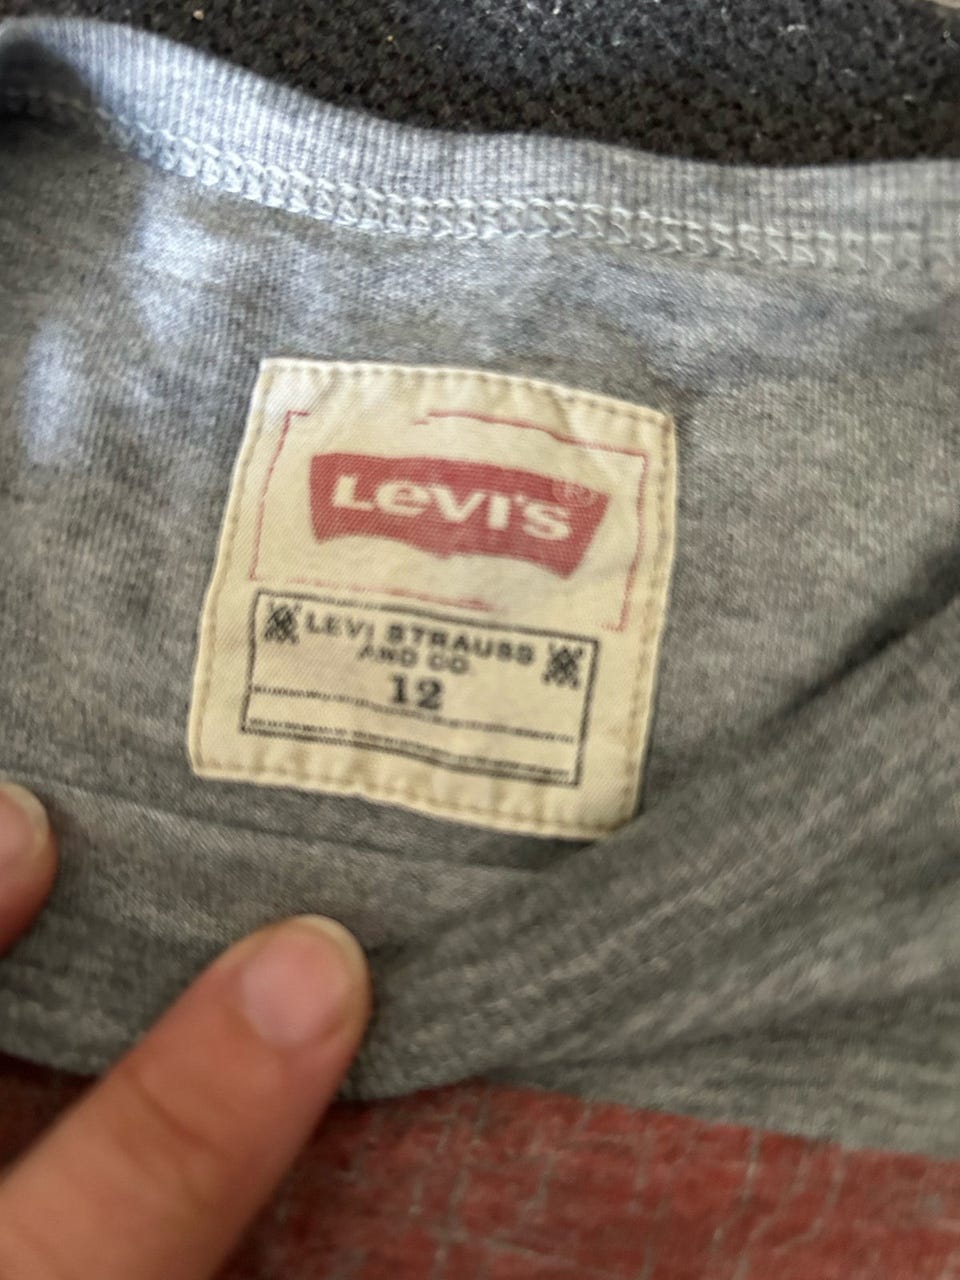 Levi's ®
LEVI STRAUSS
AND CO.
12